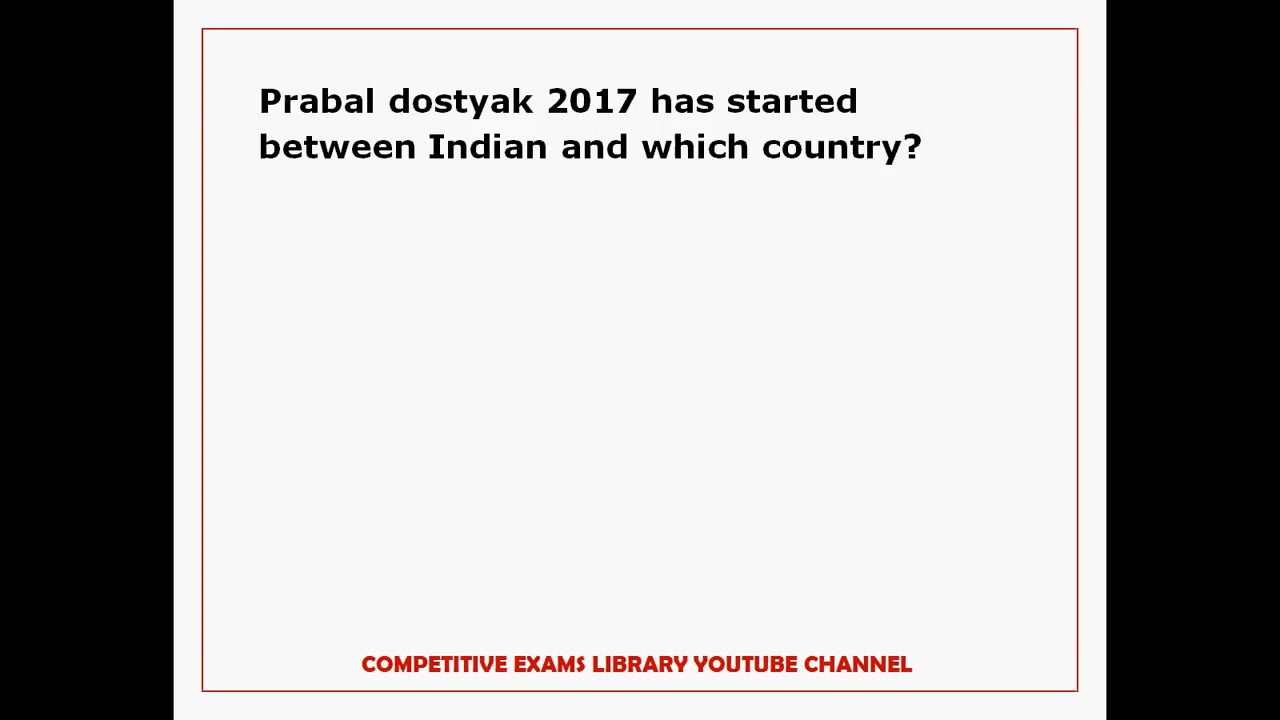 Prabal dostyak 2017 has started
between Indian and which country?
COMPETITIVE EXAMS LIBRARY YOUTUBE CHANNEL